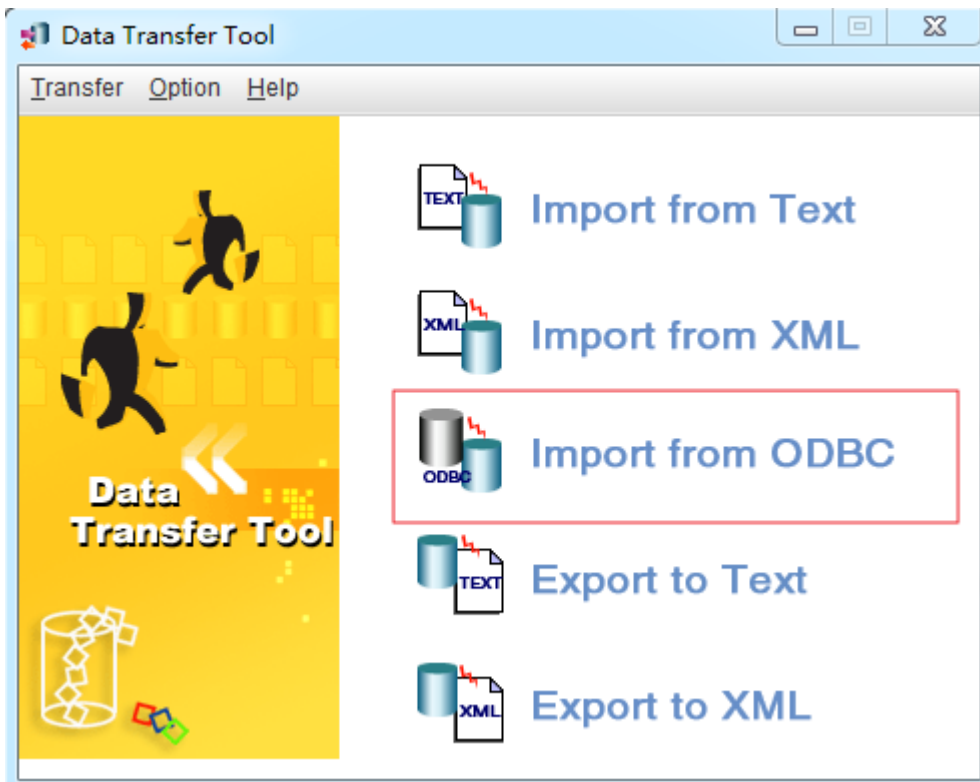 Data Transfer Tool
Transfer Option Help
TEXT
Import from Text
XML
Import from XML
ODBC
Import from ODBC
Data
Transfer Tool
TEXT
Export to Text
XML
Export to XML